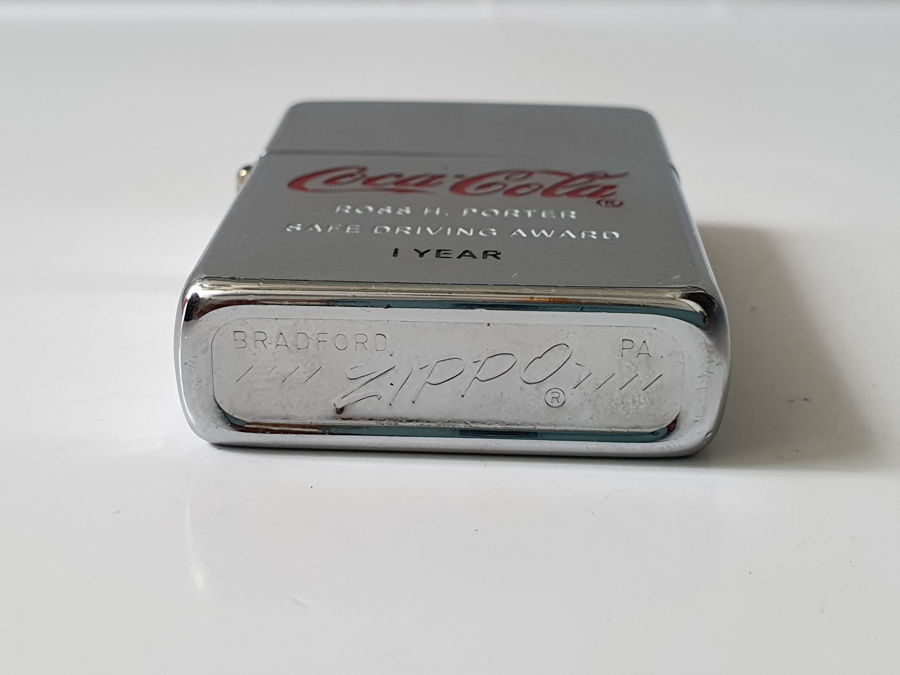 Coca-Cola®
ROSS H. PORTER
SAFE DRIVING AWARD
1 YEAR
BRADFORD, PA.
//// ZIPPO® /////